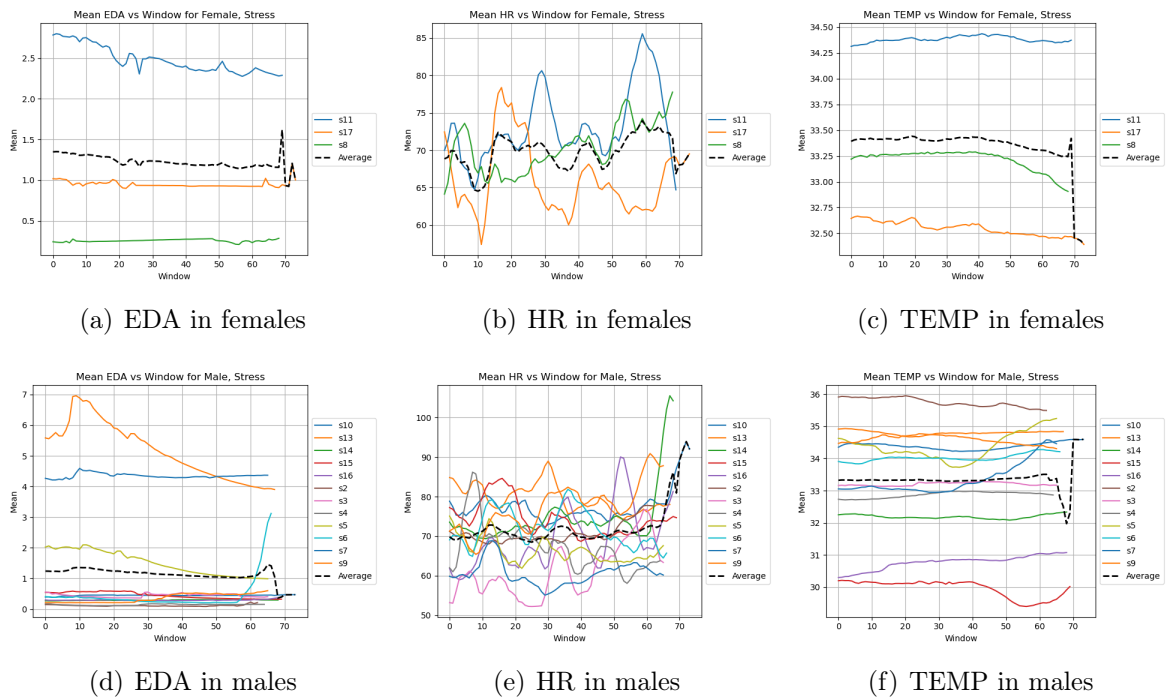 Mean EDA vs Window for Female, Stress
2.5
2.0
1.5
1.0
0.5
Mean
0 10 20 30 40 50 60 70
Window
s11
s17
s8
Average
(a) EDA in females
Mean HR vs Window for Female, Stress
85
80
75
70
65
60
Mean
0 10 20 30 40 50 60 70
Window
s11
s17
s8
Average
(b) HR in females
Mean TEMP vs Window for Female, Stress
34.50
34.25
34.00
33.75
33.50
33.25
33.00
32.75
32.50
Mean
0 10 20 30 40 50 60 70
Window
s11
s17
s8
Average
(c) TEMP in females
Mean EDA vs Window for Male, Stress
7
6
5
4
3
2
1
0
Mean
0 10 20 30 40 50 60 70
Window
s10
s13
s14
s15
s16
s2
s3
s4
s5
s6
s7
s9
Average
(d) EDA in males
Mean HR vs Window for Male, Stress
100
90
80
70
60
50
Mean
0 10 20 30 40 50 60 70
Window
s10
s13
s14
s15
s16
s2
s3
s4
s5
s6
s7
s9
Average
(e) HR in males
Mean TEMP vs Window for Male, Stress
36
35
34
33
32
31
30
Mean
0 10 20 30 40 50 60 70
Window
s10
s13
s14
s15
s16
s2
s3
s4
s5
s6
s7
s9
Average
(f) TEMP in males